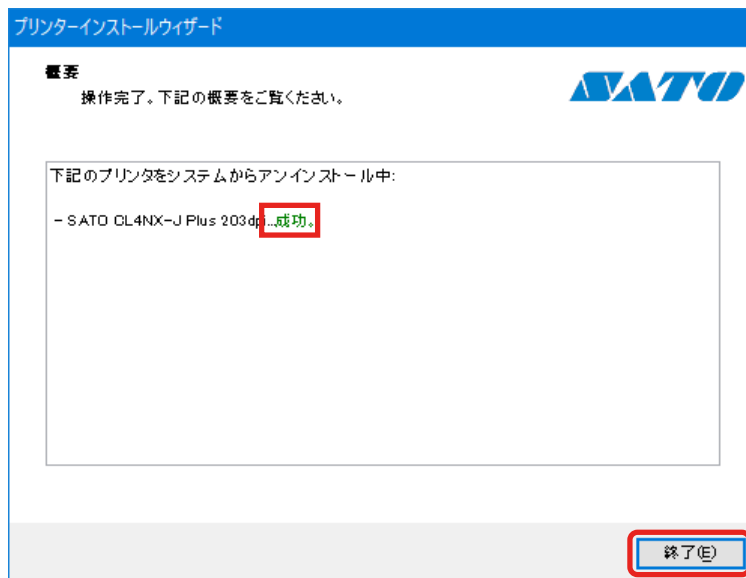 プリンターインストールウィザード
概要
操作完了。下記の概要をご覧ください。
SATO
下記のプリンタをシステムからアンインストール中:
- SATO CL4NX-J Plus 203dpi...成功。
終了(E)